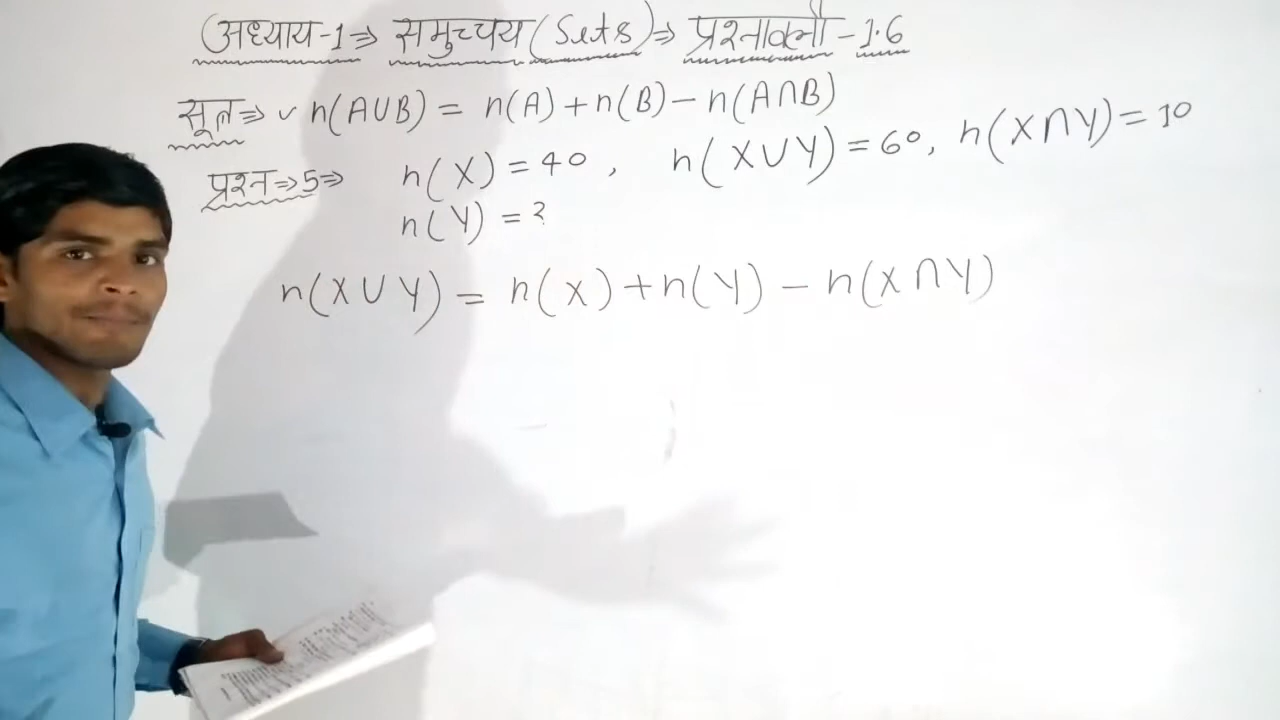 (अध्याय-1⇒ समुच्चय (Sets)⇒ प्रश्नावली - 1.6
सूत्र⇒ ✓ n(A∪B) = n(A)+n(B)-n(A∩B)
प्रश्न⇒5⇒ n(X)=40, n(X∪Y)=60, n(X∩Y)=10
n(Y)=?
n(X∪Y) = n(X)+n(Y)-n(X∩Y)